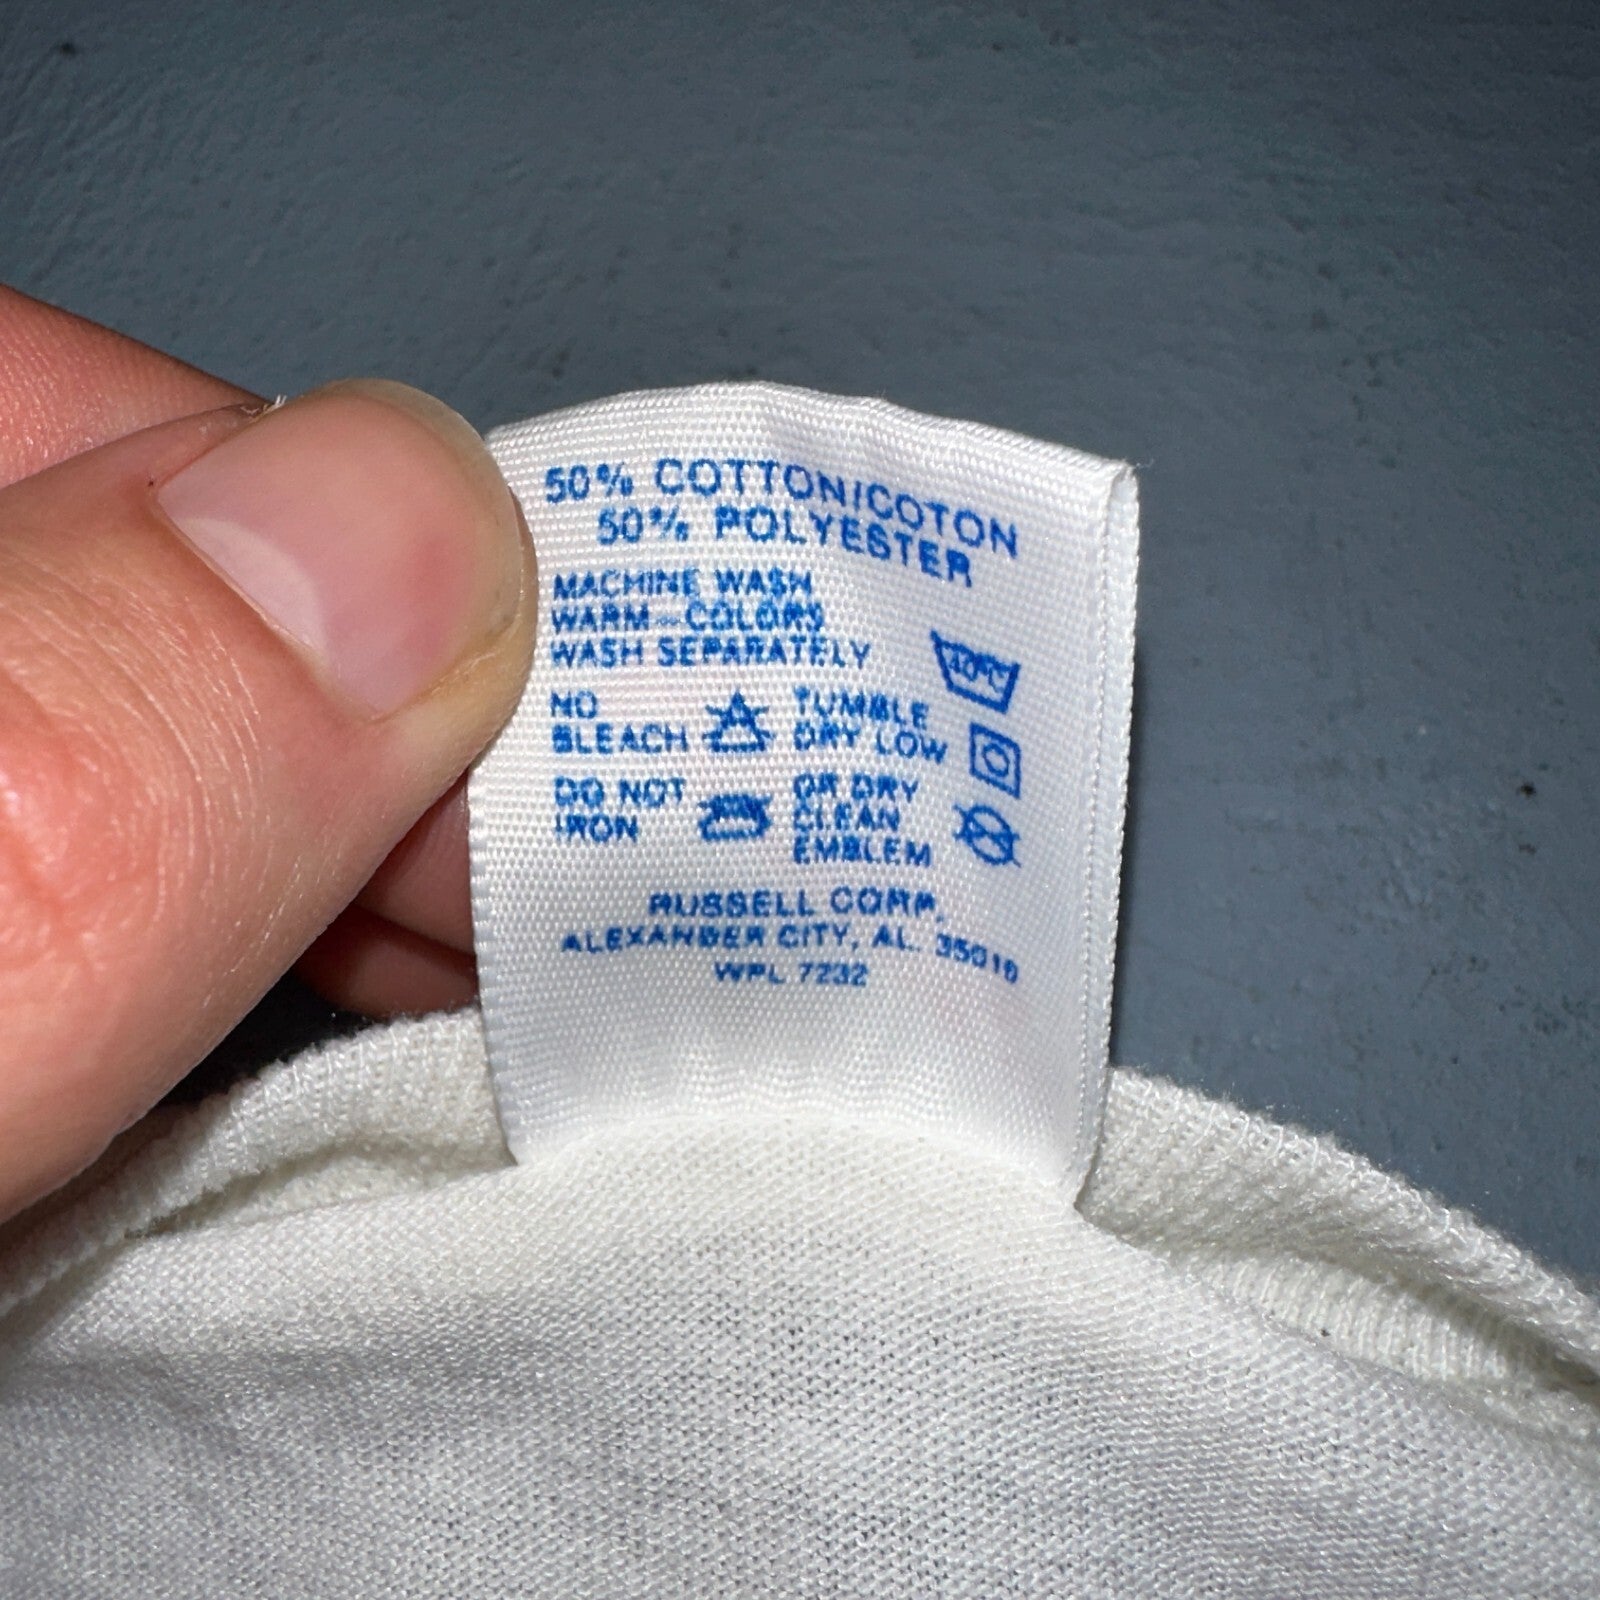 50% COTTON/COTON
50% POLYESTER
MACHINE WASH
WARM - COLORS
WASH SEPARATELY
40°C
NO
BLEACH
TUMBLE
DRY LOW
DO NOT
IRON
OR DRY
CLEAN
EMBLEM
RUSSELL CORP.
ALEXANDER CITY, AL. 35010
WPL 7232